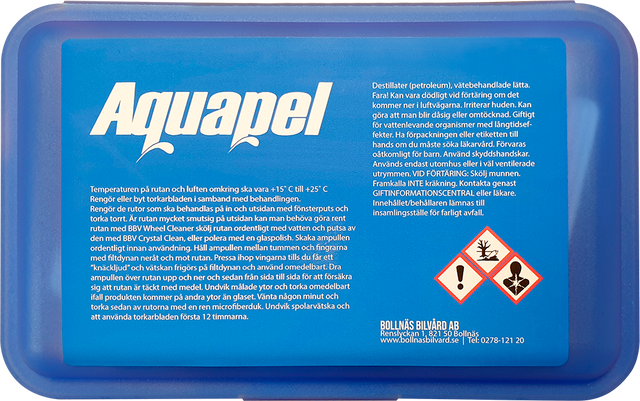 Aquapel
Temperaturen på rutan och luften omkring ska vara +15˚ C till +25˚ C
Rengör eller byt torkarbladen i samband med behandlingen.
Rengör de rutor som ska behandlas på in och utsidan med fönsterputs och
torka torrt. Är rutan mycket smutsig på utsidan kan man behöva göra rent
rutan med BBV Wheel Cleaner skölj rutan ordentligt med vatten och putsa av
den med BBV Crystal Clean, eller polera med en glaspolish. Skaka ampullen
ordentligt innan användning. Håll ampullen mellan tummen och fingrarna
med filtdynan neråt och mot rutan. Pressa ihop vingarna tills du får ett
"knäckljud" och vätskan frigörs på filtdynan och använd omedelbart. Dra
ampullen över rutan upp och ner och sedan från sida till sida för att försäkra
sig att rutan är täckt med medel. Undvik målade ytor och torka omedelbart
ifall produkten kommer på andra ytor än glaset. Vänta någon minut och
torka sedan av rutorna med en ren microfiberduk. Undvik spolarvätska och
att använda torkarbladen första 12 timmarna.
Destillater (petroleum), vätebehandlade lätta.
Fara! Kan vara dödligt vid förtäring om det
kommer ner i luftvägarna. Irriterar huden. Kan
göra att man blir dåsig eller omtöcknad. Giftigt
för vattenlevande organismer med långtidsef-
fekter. Ha förpackningen eller etiketten till
hands om du måste söka läkarvård. Förvaras
oåtkomligt för barn. Använd skyddshandskar.
Används endast utomhus eller i väl ventilerade
utrymmen. VID FÖRTÄRING: Skölj munnen.
Framkalla INTE kräkning. Kontakta genast
GIFTINFORMATIONSCENTRAL eller läkare.
Innehållet/behållaren lämnas till
insamlingsställe för farligt avfall.
BOLLNÄS BILVÅRD AB
Renslyckan 1, 821 50 Bollnäs
www.bollnasbilvard.se | Tel: 0278-121 20